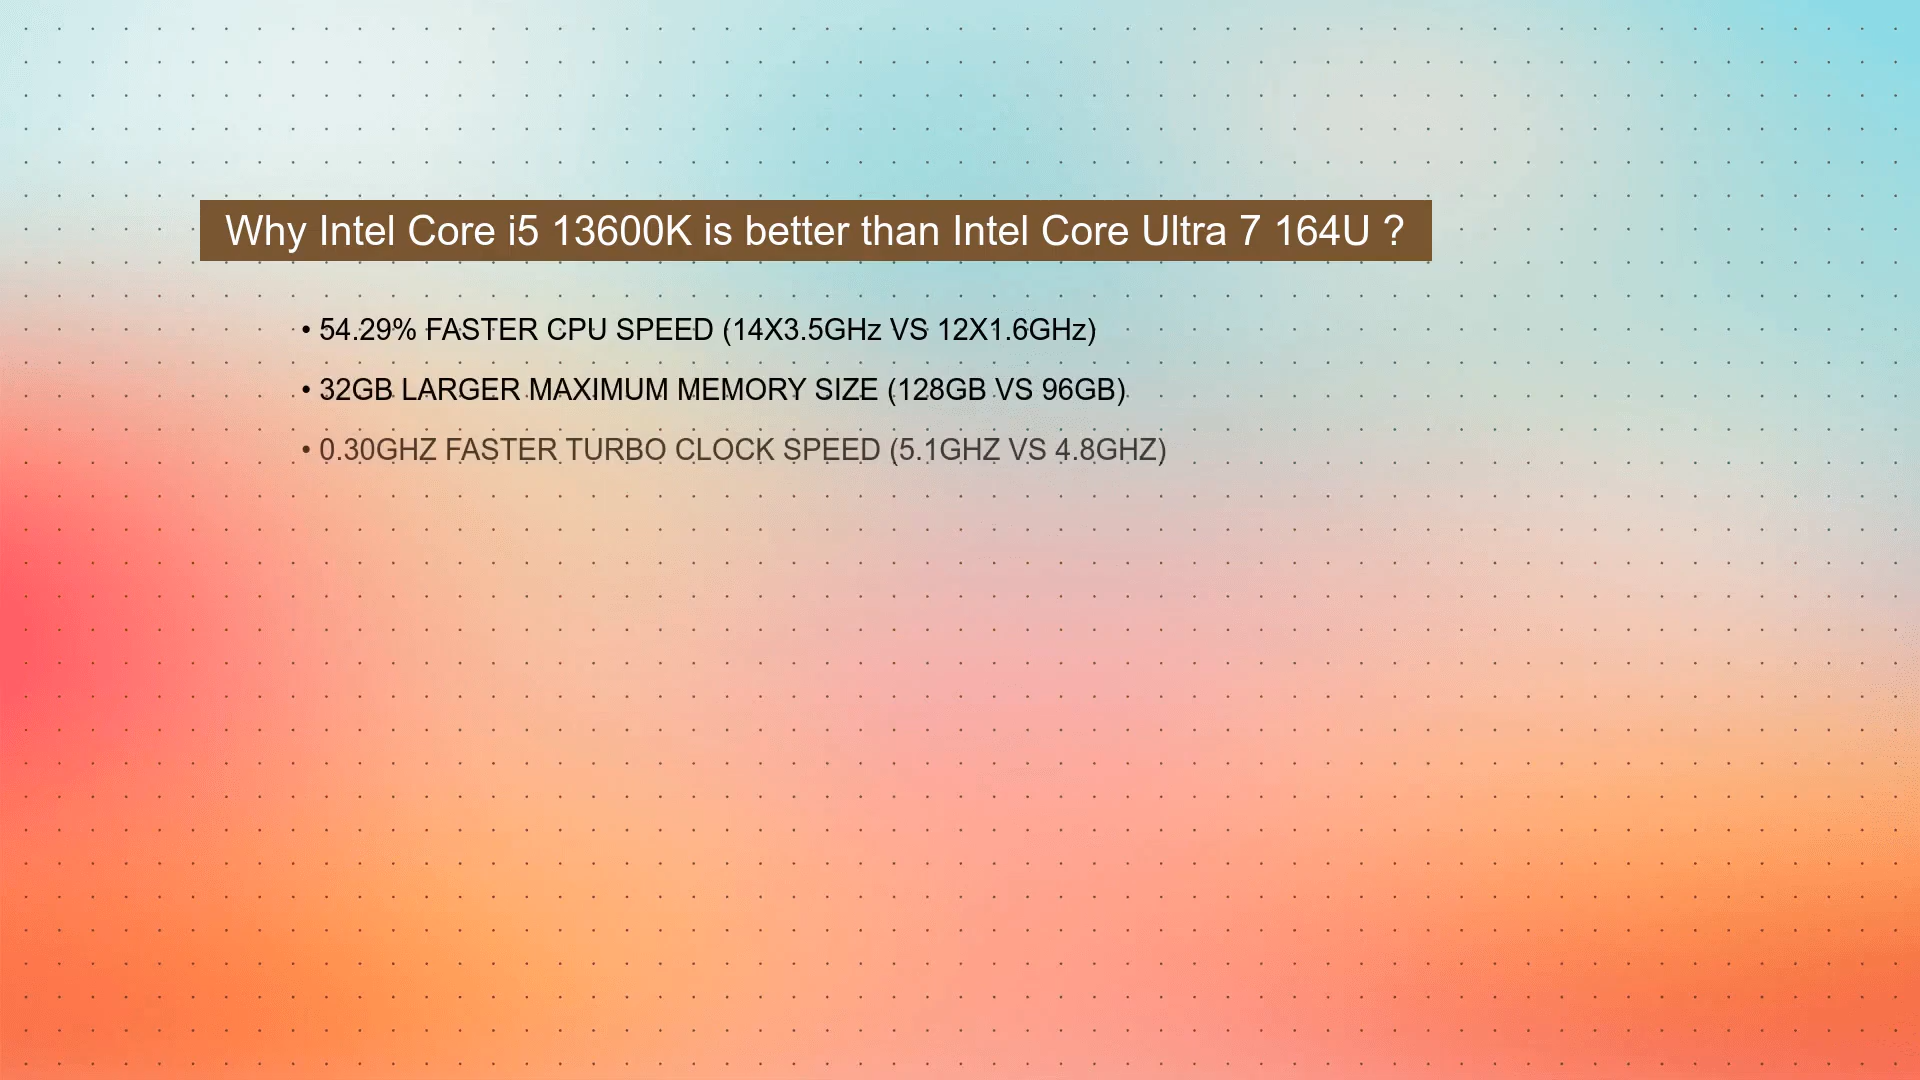 Why Intel Core i5 13600K is better than Intel Core Ultra 7 164U ?
• 54.29% FASTER CPU SPEED (14X3.5GHz VS 12X1.6GHz)
• 32GB LARGER MAXIMUM MEMORY SIZE (128GB VS 96GB)
• 0.30GHZ FASTER TURBO CLOCK SPEED (5.1GHZ VS 4.8GHZ)